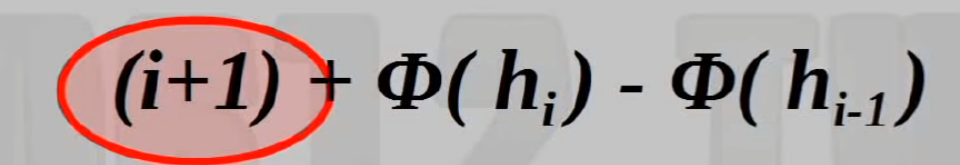 (i+1) + Φ( hᵢ) - Φ( hᵢ₋₁)